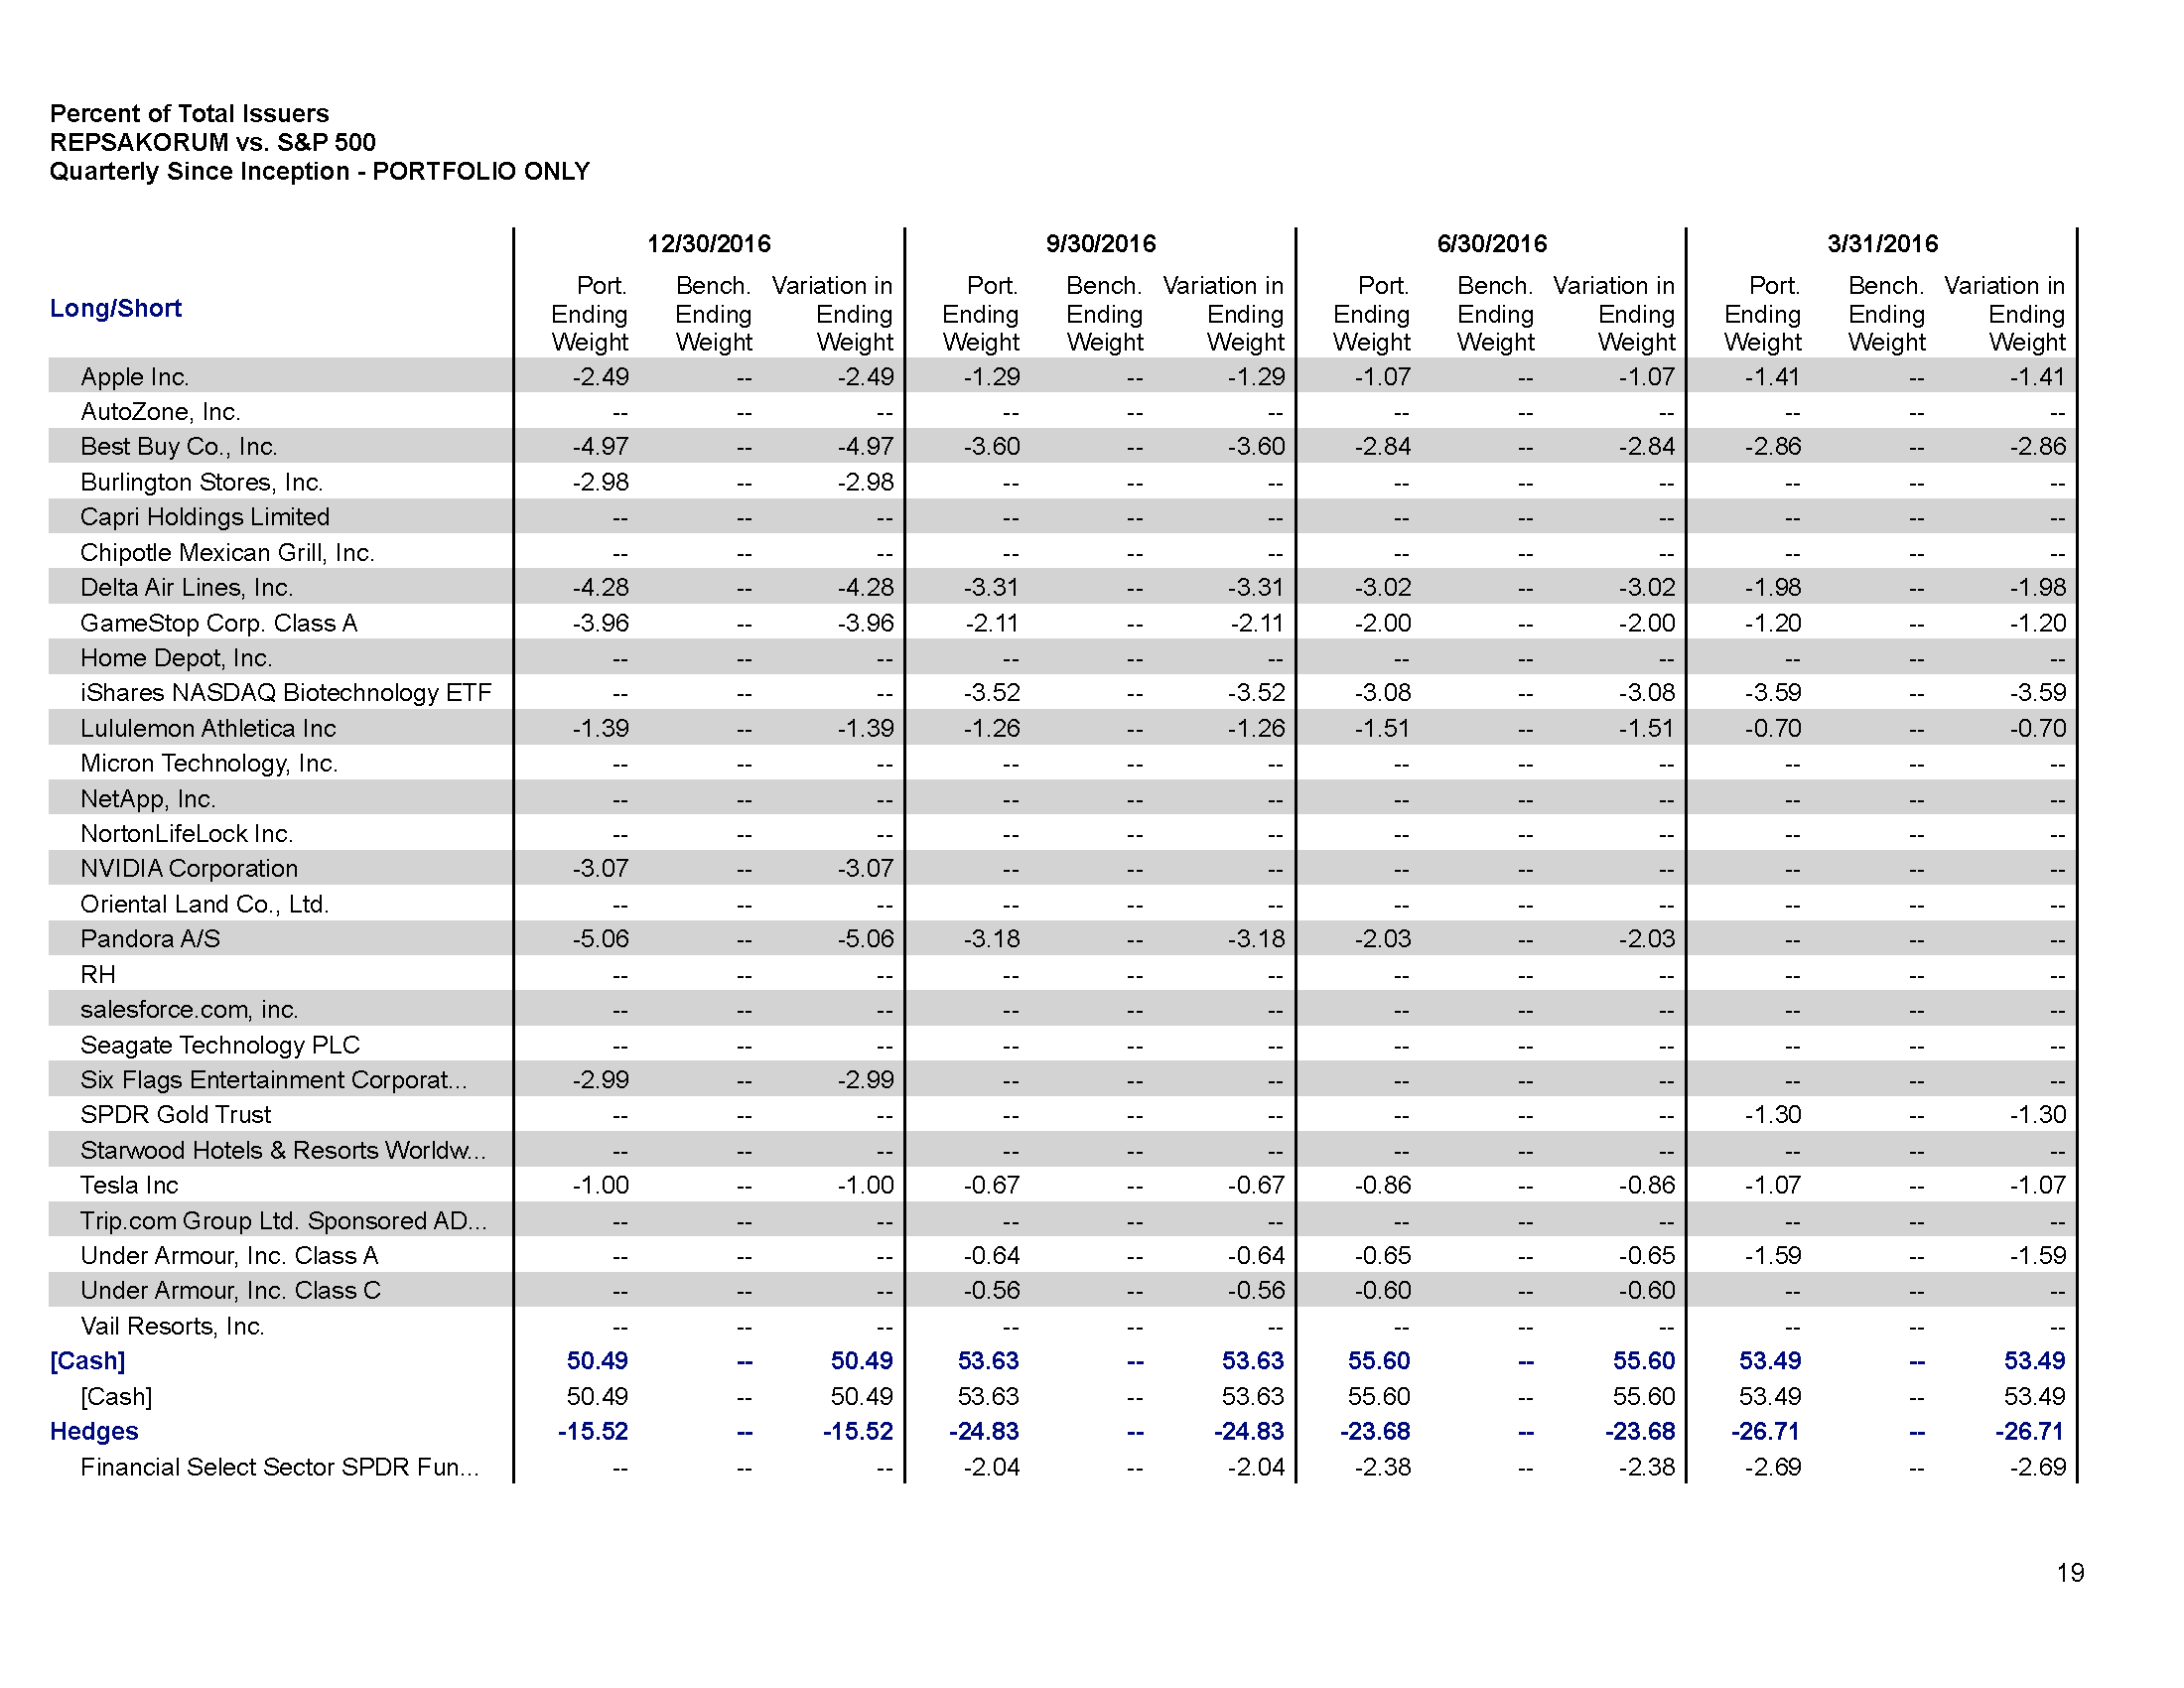 Percent of Total Issuers
REPSAKORUM vs. S&P 500
Quarterly Since Inception - PORTFOLIO ONLY
12/30/2016 9/30/2016 6/30/2016 3/31/2016
Port. Bench. Variation in Port. Bench. Variation in Port. Bench. Variation in Port. Bench. Variation in
Long/Short Ending Ending Ending Ending Ending Ending Ending Ending Ending Ending Ending Ending
Weight Weight Weight Weight Weight Weight Weight Weight Weight Weight Weight Weight
Apple Inc. -2.49 -- -2.49 -1.29 -- -1.29 -1.07 -- -1.07 -1.41 -- -1.41
AutoZone, Inc. -- -- -- -- -- -- -- -- -- -- -- --
Best Buy Co., Inc. -4.97 -- -4.97 -3.60 -- -3.60 -2.84 -- -2.84 -2.86 -- -2.86
Burlington Stores, Inc. -2.98 -- -2.98 -- -- -- -- -- -- -- -- --
Capri Holdings Limited -- -- -- -- -- -- -- -- -- -- -- --
Chipotle Mexican Grill, Inc. -- -- -- -- -- -- -- -- -- -- -- --
Delta Air Lines, Inc. -4.28 -- -4.28 -3.31 -- -3.31 -3.02 -- -3.02 -1.98 -- -1.98
GameStop Corp. Class A -3.96 -- -3.96 -2.11 -- -2.11 -2.00 -- -2.00 -1.20 -- -1.20
Home Depot, Inc. -- -- -- -- -- -- -- -- -- -- -- --
iShares NASDAQ Biotechnology ETF -- -- -- -3.52 -- -3.52 -3.08 -- -3.08 -3.59 -- -3.59
Lululemon Athletica Inc -1.39 -- -1.39 -1.26 -- -1.26 -1.51 -- -1.51 -0.70 -- -0.70
Micron Technology, Inc. -- -- -- -- -- -- -- -- -- -- -- --
NetApp, Inc. -- -- -- -- -- -- -- -- -- -- -- --
NortonLifeLock Inc. -- -- -- -- -- -- -- -- -- -- -- --
NVIDIA Corporation -3.07 -- -3.07 -- -- -- -- -- -- -- -- --
Oriental Land Co., Ltd. -- -- -- -- -- -- -- -- -- -- -- --
Pandora A/S -5.06 -- -5.06 -3.18 -- -3.18 -2.03 -- -2.03 -- -- --
RH -- -- -- -- -- -- -- -- -- -- -- --
salesforce.com, inc. -- -- -- -- -- -- -- -- -- -- -- --
Seagate Technology PLC -- -- -- -- -- -- -- -- -- -- -- --
Six Flags Entertainment Corporat... -2.99 -- -2.99 -- -- -- -- -- -- -- -- --
SPDR Gold Trust -- -- -- -- -- -- -- -- -- -1.30 -- -1.30
Starwood Hotels & Resorts Worldw... -- -- -- -- -- -- -- -- -- -- -- --
Tesla Inc -1.00 -- -1.00 -0.67 -- -0.67 -0.86 -- -0.86 -1.07 -- -1.07
Trip.com Group Ltd. Sponsored AD... -- -- -- -- -- -- -- -- -- -- -- --
Under Armour, Inc. Class A -- -- -- -0.64 -- -0.64 -0.65 -- -0.65 -1.59 -- -1.59
Under Armour, Inc. Class C -- -- -- -0.56 -- -0.56 -0.60 -- -0.60 -- -- --
Vail Resorts, Inc. -- -- -- -- -- -- -- -- -- -- -- --
[Cash] 50.49 -- 50.49 53.63 -- 53.63 55.60 -- 55.60 53.49 -- 53.49
[Cash] 50.49 -- 50.49 53.63 -- 53.63 55.60 -- 55.60 53.49 -- 53.49
Hedges -15.52 -- -15.52 -24.83 -- -24.83 -23.68 -- -23.68 -26.71 -- -26.71
Financial Select Sector SPDR Fun... -- -- -- -2.04 -- -2.04 -2.38 -- -2.38 -2.69 -- -2.69
19